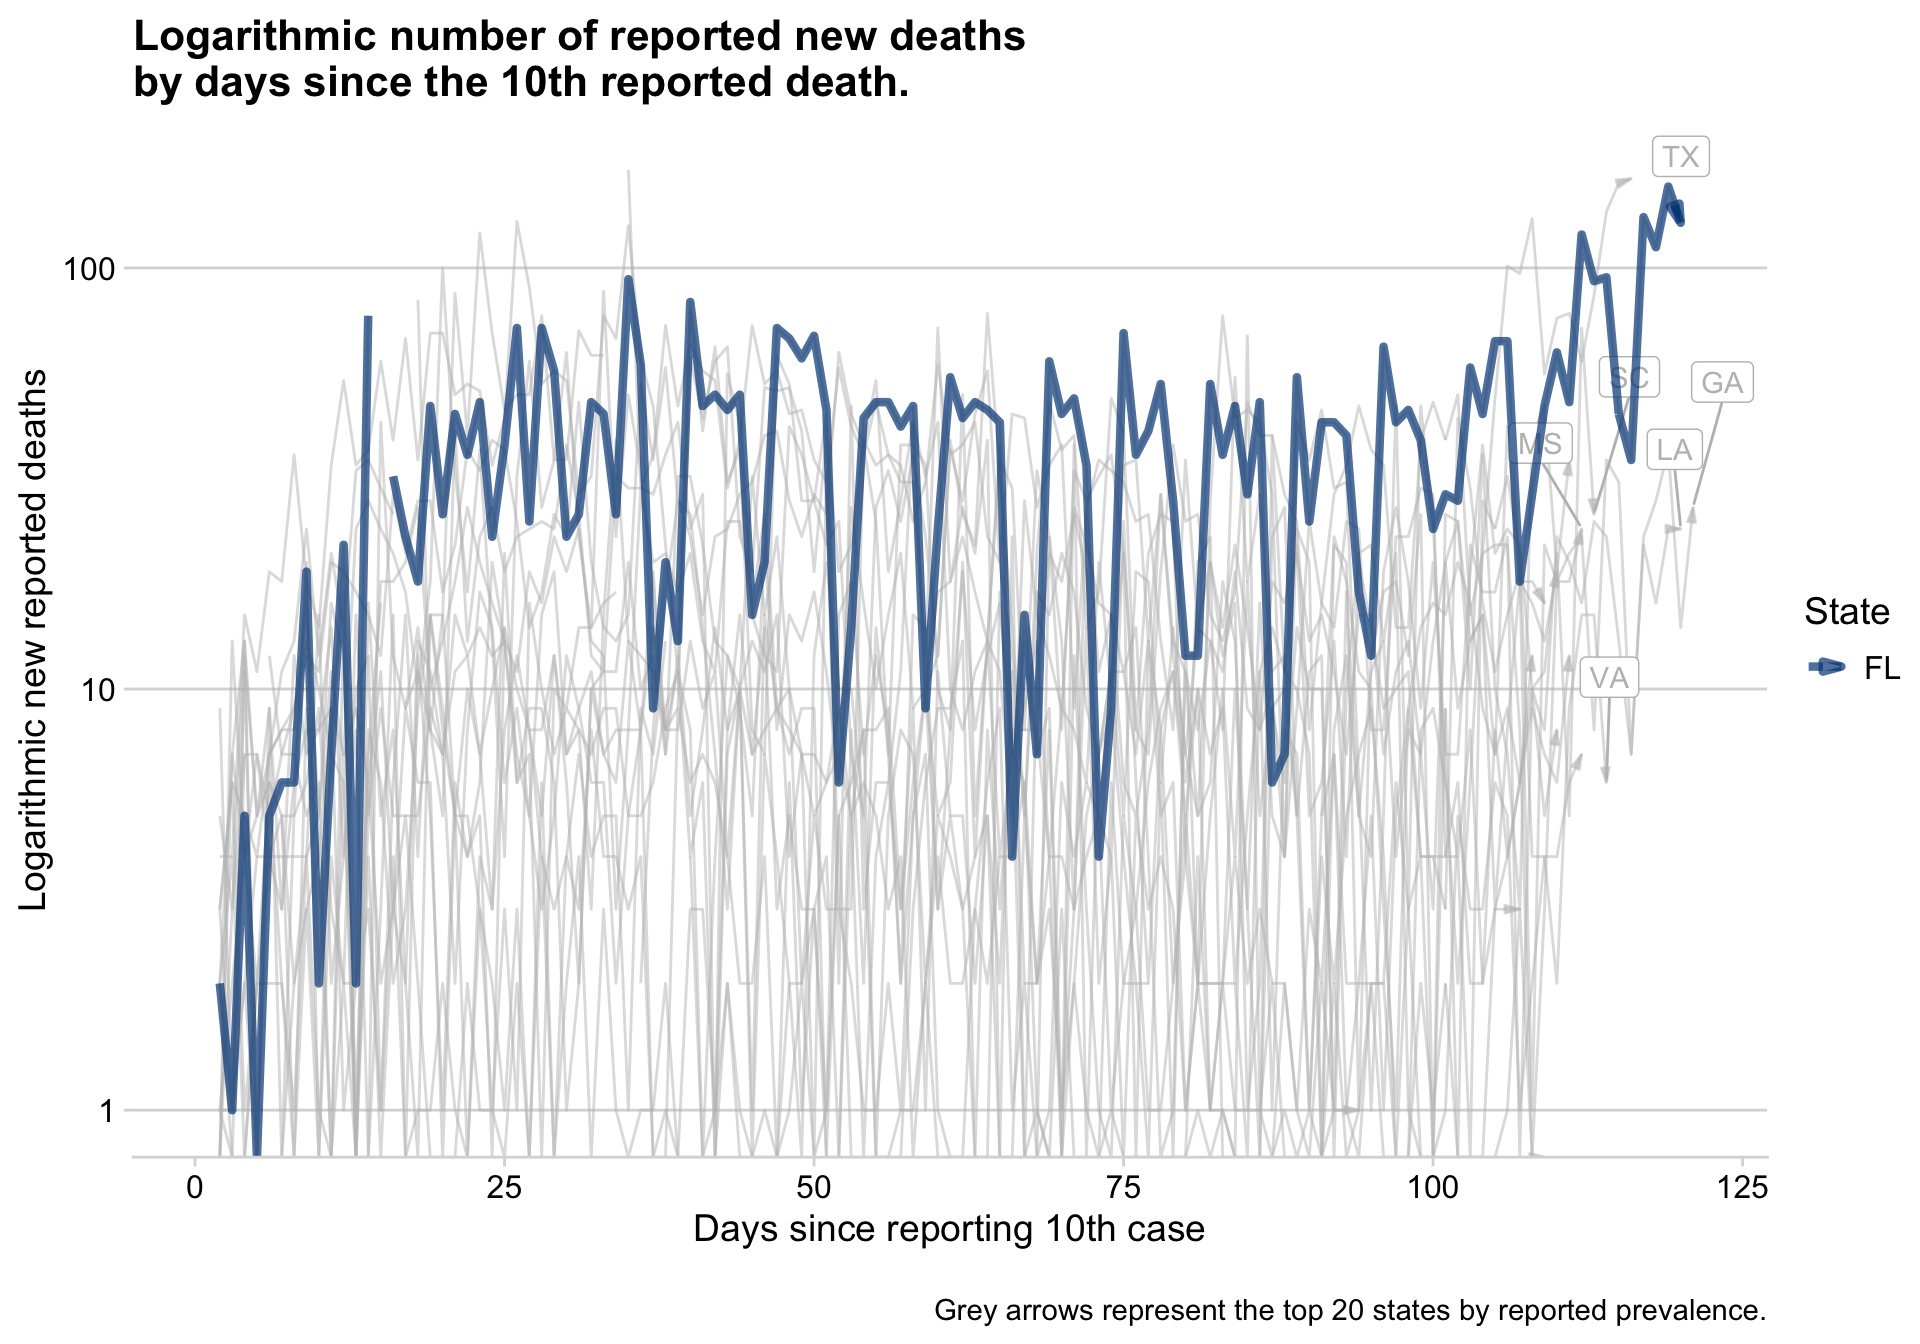 Logarithmic number of reported new deaths
by days since the 10th reported death.
Logarithmic new reported deaths
100
10
1
TX
SC
GA
MS
LA
VA
State
FL
0 25 50 75 100 125
Days since reporting 10th case
Grey arrows represent the top 20 states by reported prevalence.